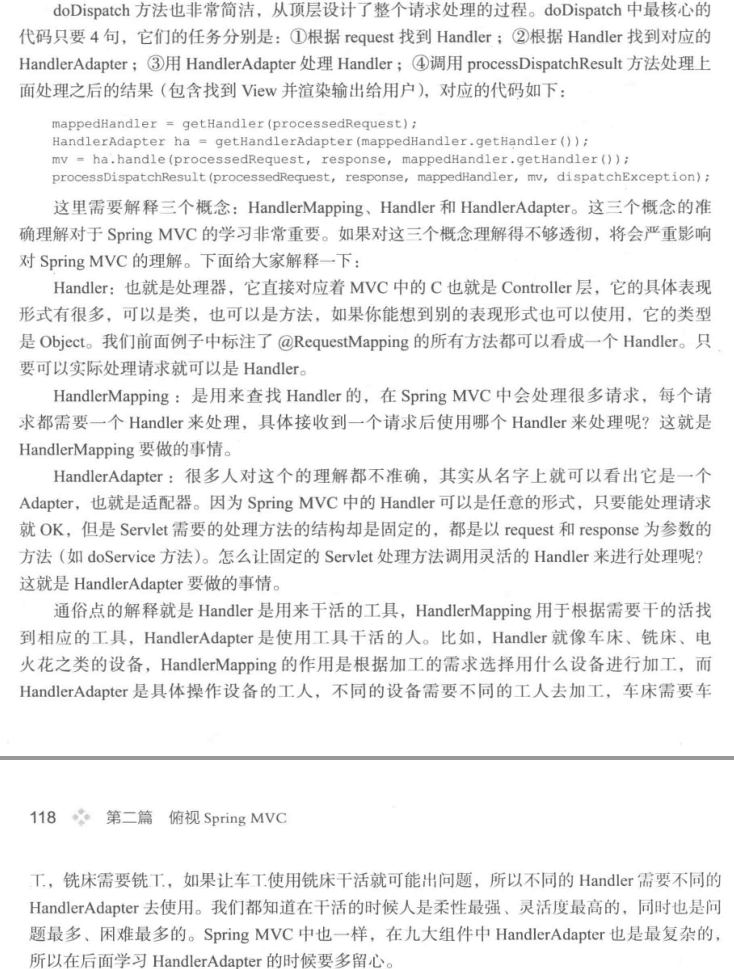 doDispatch 方法也非常简洁，从顶层设计了整个请求处理的过程。doDispatch 中最核心的
代码只要 4 句，它们的任务分别是：①根据 request 找到 Handler；②根据 Handler 找到对应的
HandlerAdapter；③用 HandlerAdapter 处理 Handler；④调用 processDispatchResult 方法处理上
面处理之后的结果（包含找到 View 并渲染输出给用户），对应的代码如下：
mappedHandler = getHandler(processedRequest);
HandlerAdapter ha = getHandlerAdapter(mappedHandler.getHandler());
mv = ha.handle(processedRequest, response, mappedHandler.getHandler());
processDispatchResult(processedRequest, response, mappedHandler, mv, dispatchException);
这里需要解释三个概念：HandlerMapping、Handler 和 HandlerAdapter。这三个概念的准
确理解对于 Spring MVC 的学习非常重要。如果对这三个概念理解得不够透彻，将会严重影响
对 Spring MVC 的理解。下面给大家解释一下：
Handler：也就是处理器，它直接对应着 MVC 中的 C 也就是 Controller 层，它的具体表现
形式有很多，可以是类，也可以是方法，如果你能想到别的表现形式也可以使用，它的类型
是 Object。我们前面例子中标注了 @RequestMapping 的所有方法都可以看成一个 Handler。只
要可以实际处理请求就可以是 Handler。
HandlerMapping：是用来查找 Handler 的，在 Spring MVC 中会处理很多请求，每个请
求都需要一个 Handler 来处理，具体接收到一个请求后使用哪个 Handler 来处理呢？这就是
HandlerMapping 要做的事情。
HandlerAdapter：很多人对这个的理解都不准确，其实从名字上就可以看出它是一个
Adapter，也就是适配器。因为 Spring MVC 中的 Handler 可以是任意的形式，只要能处理请求
就 OK，但是 Servlet 需要的处理方法的结构却是固定的，都是以 request 和 response 为参数的
方法（如 doService 方法）。怎么让固定的 Servlet 处理方法调用灵活的 Handler 来进行处理呢？
这就是 HandlerAdapter 要做的事情。
通俗点的解释就是 Handler 是用来干活的工具，HandlerMapping 用于根据需要干的活找
到相应的工具，HandlerAdapter 是使用工具干活的人。比如，Handler 就像车床、铣床、电
火花之类的设备，HandlerMapping 的作用是根据加工的需求选择用什么设备进行加工，而
HandlerAdapter 是具体操作设备的工人，不同的设备需要不同的工人去加工，车床需要车
118 第二篇 俯视 Spring MVC
工，铣床需要铣工，如果让车工使用铣床干活就可能出问题，所以不同的 Handler 需要不同的
HandlerAdapter 去使用。我们都知道在干活的时候人是柔性最强、灵活度最高的，同时也是问
题最多、困难最多的。Spring MVC 中也一样，在九大组件中 HandlerAdapter 也是最复杂的，
所以在后面学习 HandlerAdapter 的时候要多留心。